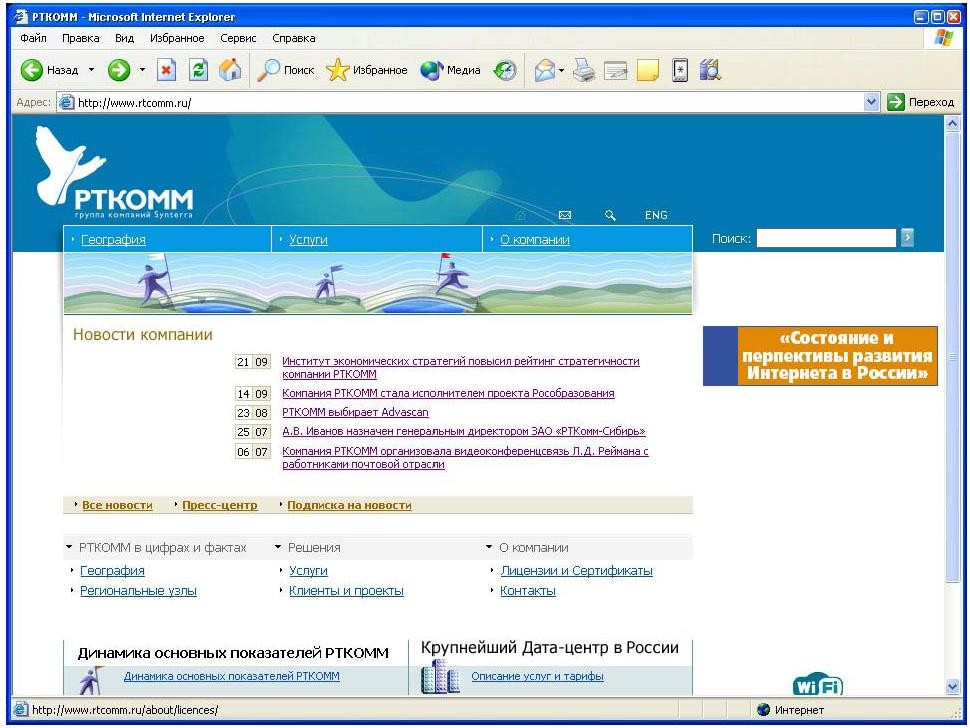 РТКОММ - Microsoft Internet Explorer
Файл Правка Вид Избранное Сервис Справка
Назад Поиск Избранное Медиа
Адрес: http://www.rtcomm.ru/ Переход
РТКОММ
группа компаний Synterra
ENG
География Услуги О компании Поиск:
Новости компании
21 09 Институт экономических стратегий повысил рейтинг стратегичности
компании РТКОММ
14 09 Компания РТКОММ стала исполнителем проекта Рособразования
23 08 РТКОММ выбирает Advascan
25 07 А.В. Иванов назначен генеральным директором ЗАО «РТКомм-Сибирь»
06 07 Компания РТКОММ организовала видеоконференцсвязь Л.Д. Реймана с
работниками почтовой отрасли
«Состояние и
перпективы развития
Интернета в России»
Все новости Пресс-центр Подписка на новости
РТКОММ в цифрах и фактах Решения О компании
География Услуги Лицензии и Сертификаты
Региональные узлы Клиенты и проекты Контакты
Динамика основных показателей РТКОММ Крупнейший Дата-центр в России
Динамика основных показателей РТКОММ Описание услуг и тарифы
Wi Fi
http://www.rtcomm.ru/about/licences/ Интернет